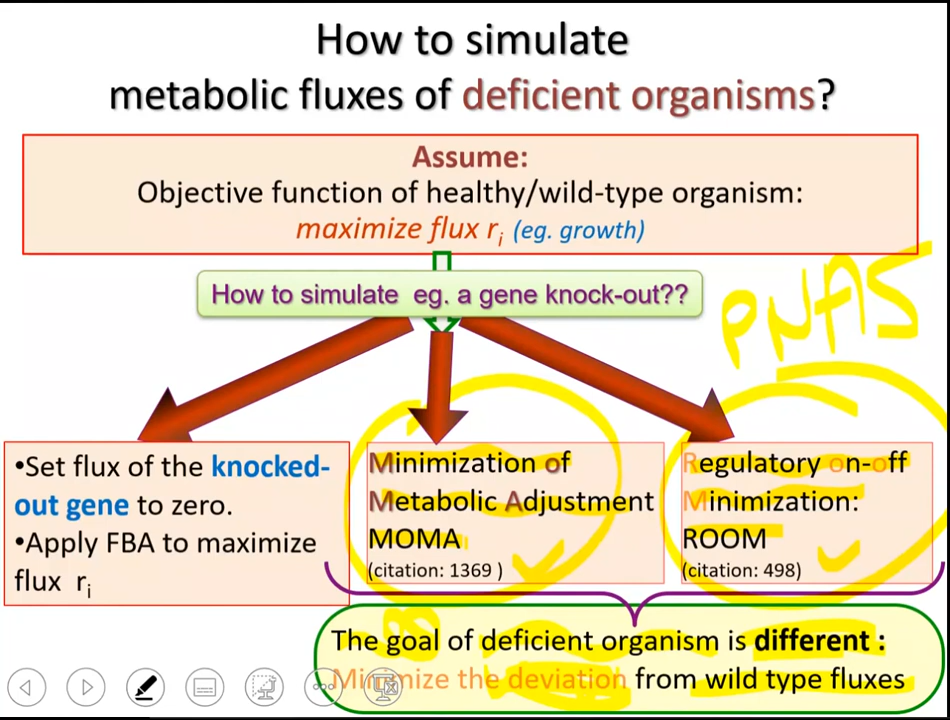 How to simulate
metabolic fluxes of deficient organisms?
Assume:
Objective function of healthy/wild-type organism:
maximize flux ri (eg. growth)
How to simulate eg. a gene knock-out??
PNAS
•Set flux of the knocked-
out gene to zero.
•Apply FBA to maximize
flux ri
Minimization of
Metabolic Adjustment
MOMA
(citation: 1369 )
Regulatory on-off
Minimization:
ROOM
(citation: 498)
The goal of deficient organism is different :
Minimize the deviation from wild type fluxes